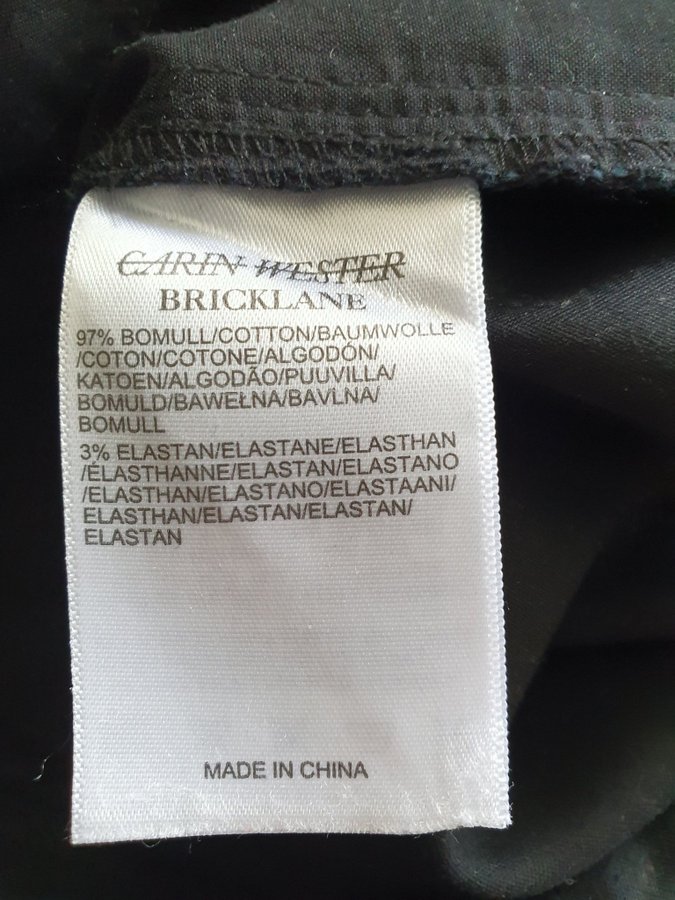 CARIN WESTER
BRICKLANE
97% BOMULL/COTTON/BAUMWOLLE
/COTON/COTONE/ALGODÓN/
KATOEN/ALGODÃO/PUUVILLA/
BOMULD/BAWEŁNA/BAVLNA/
BOMULL
3% ELASTAN/ELASTANE/ELASTHAN
/ÉLASTHANNE/ELASTAN/ELASTANO
/ELASTHAN/ELASTANO/ELASTAANI/
ELASTHAN/ELASTAN/ELASTAN/
ELASTAN
MADE IN CHINA